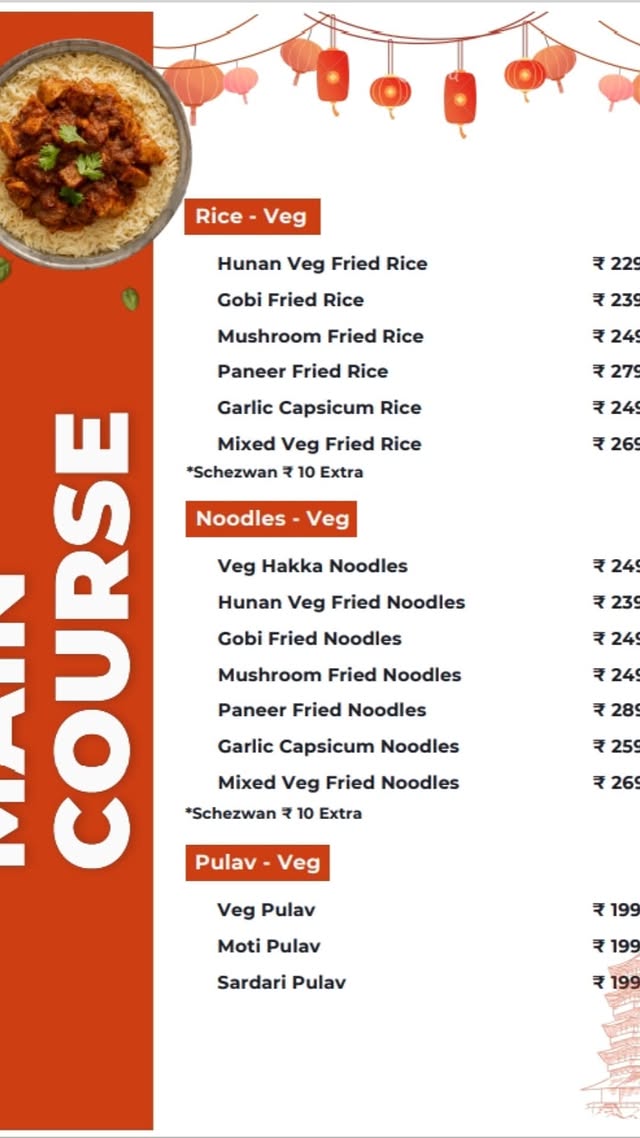 MAIN
COURSE
Rice - Veg
Hunan Veg Fried Rice ₹ 229
Gobi Fried Rice ₹ 239
Mushroom Fried Rice ₹ 249
Paneer Fried Rice ₹ 279
Garlic Capsicum Rice ₹ 249
Mixed Veg Fried Rice ₹ 269
*Schezwan ₹ 10 Extra
Noodles - Veg
Veg Hakka Noodles ₹ 249
Hunan Veg Fried Noodles ₹ 239
Gobi Fried Noodles ₹ 249
Mushroom Fried Noodles ₹ 249
Paneer Fried Noodles ₹ 289
Garlic Capsicum Noodles ₹ 259
Mixed Veg Fried Noodles ₹ 269
*Schezwan ₹ 10 Extra
Pulav - Veg
Veg Pulav ₹ 199
Moti Pulav ₹ 199
Sardari Pulav ₹ 199